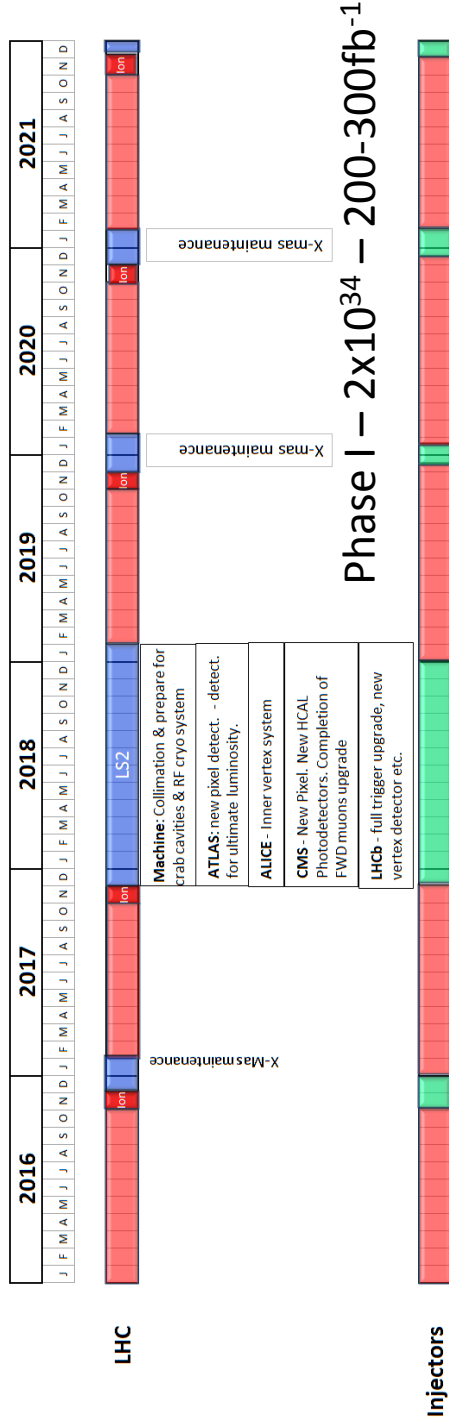 2016 2017 2018 2019 2020 2021
J F M A M J J A S O N D J F M A M J J A S O N D J F M A M J J A S O N D J F M A M J J A S O N D J F M A M J J A S O N D J F M A M J J A S O N D
LHC
Ion Ion LS2 Ion Ion Ion
X-Mas maintenance
Machine: Collimation & prepare for
crab cavities & RF cryo system
ATLAS: new pixel detect. - detect.
for ultimate luminosity.
ALICE - Inner vertex system
CMS - New Pixel. New HCAL
Photodetectors. Completion of
FWD muons upgrade
LHCb - full trigger upgrade, new
vertex detector etc.
X-mas maintenance
X-mas maintenance
Phase I – 2x10³⁴ – 200-300fb⁻¹
Injectors